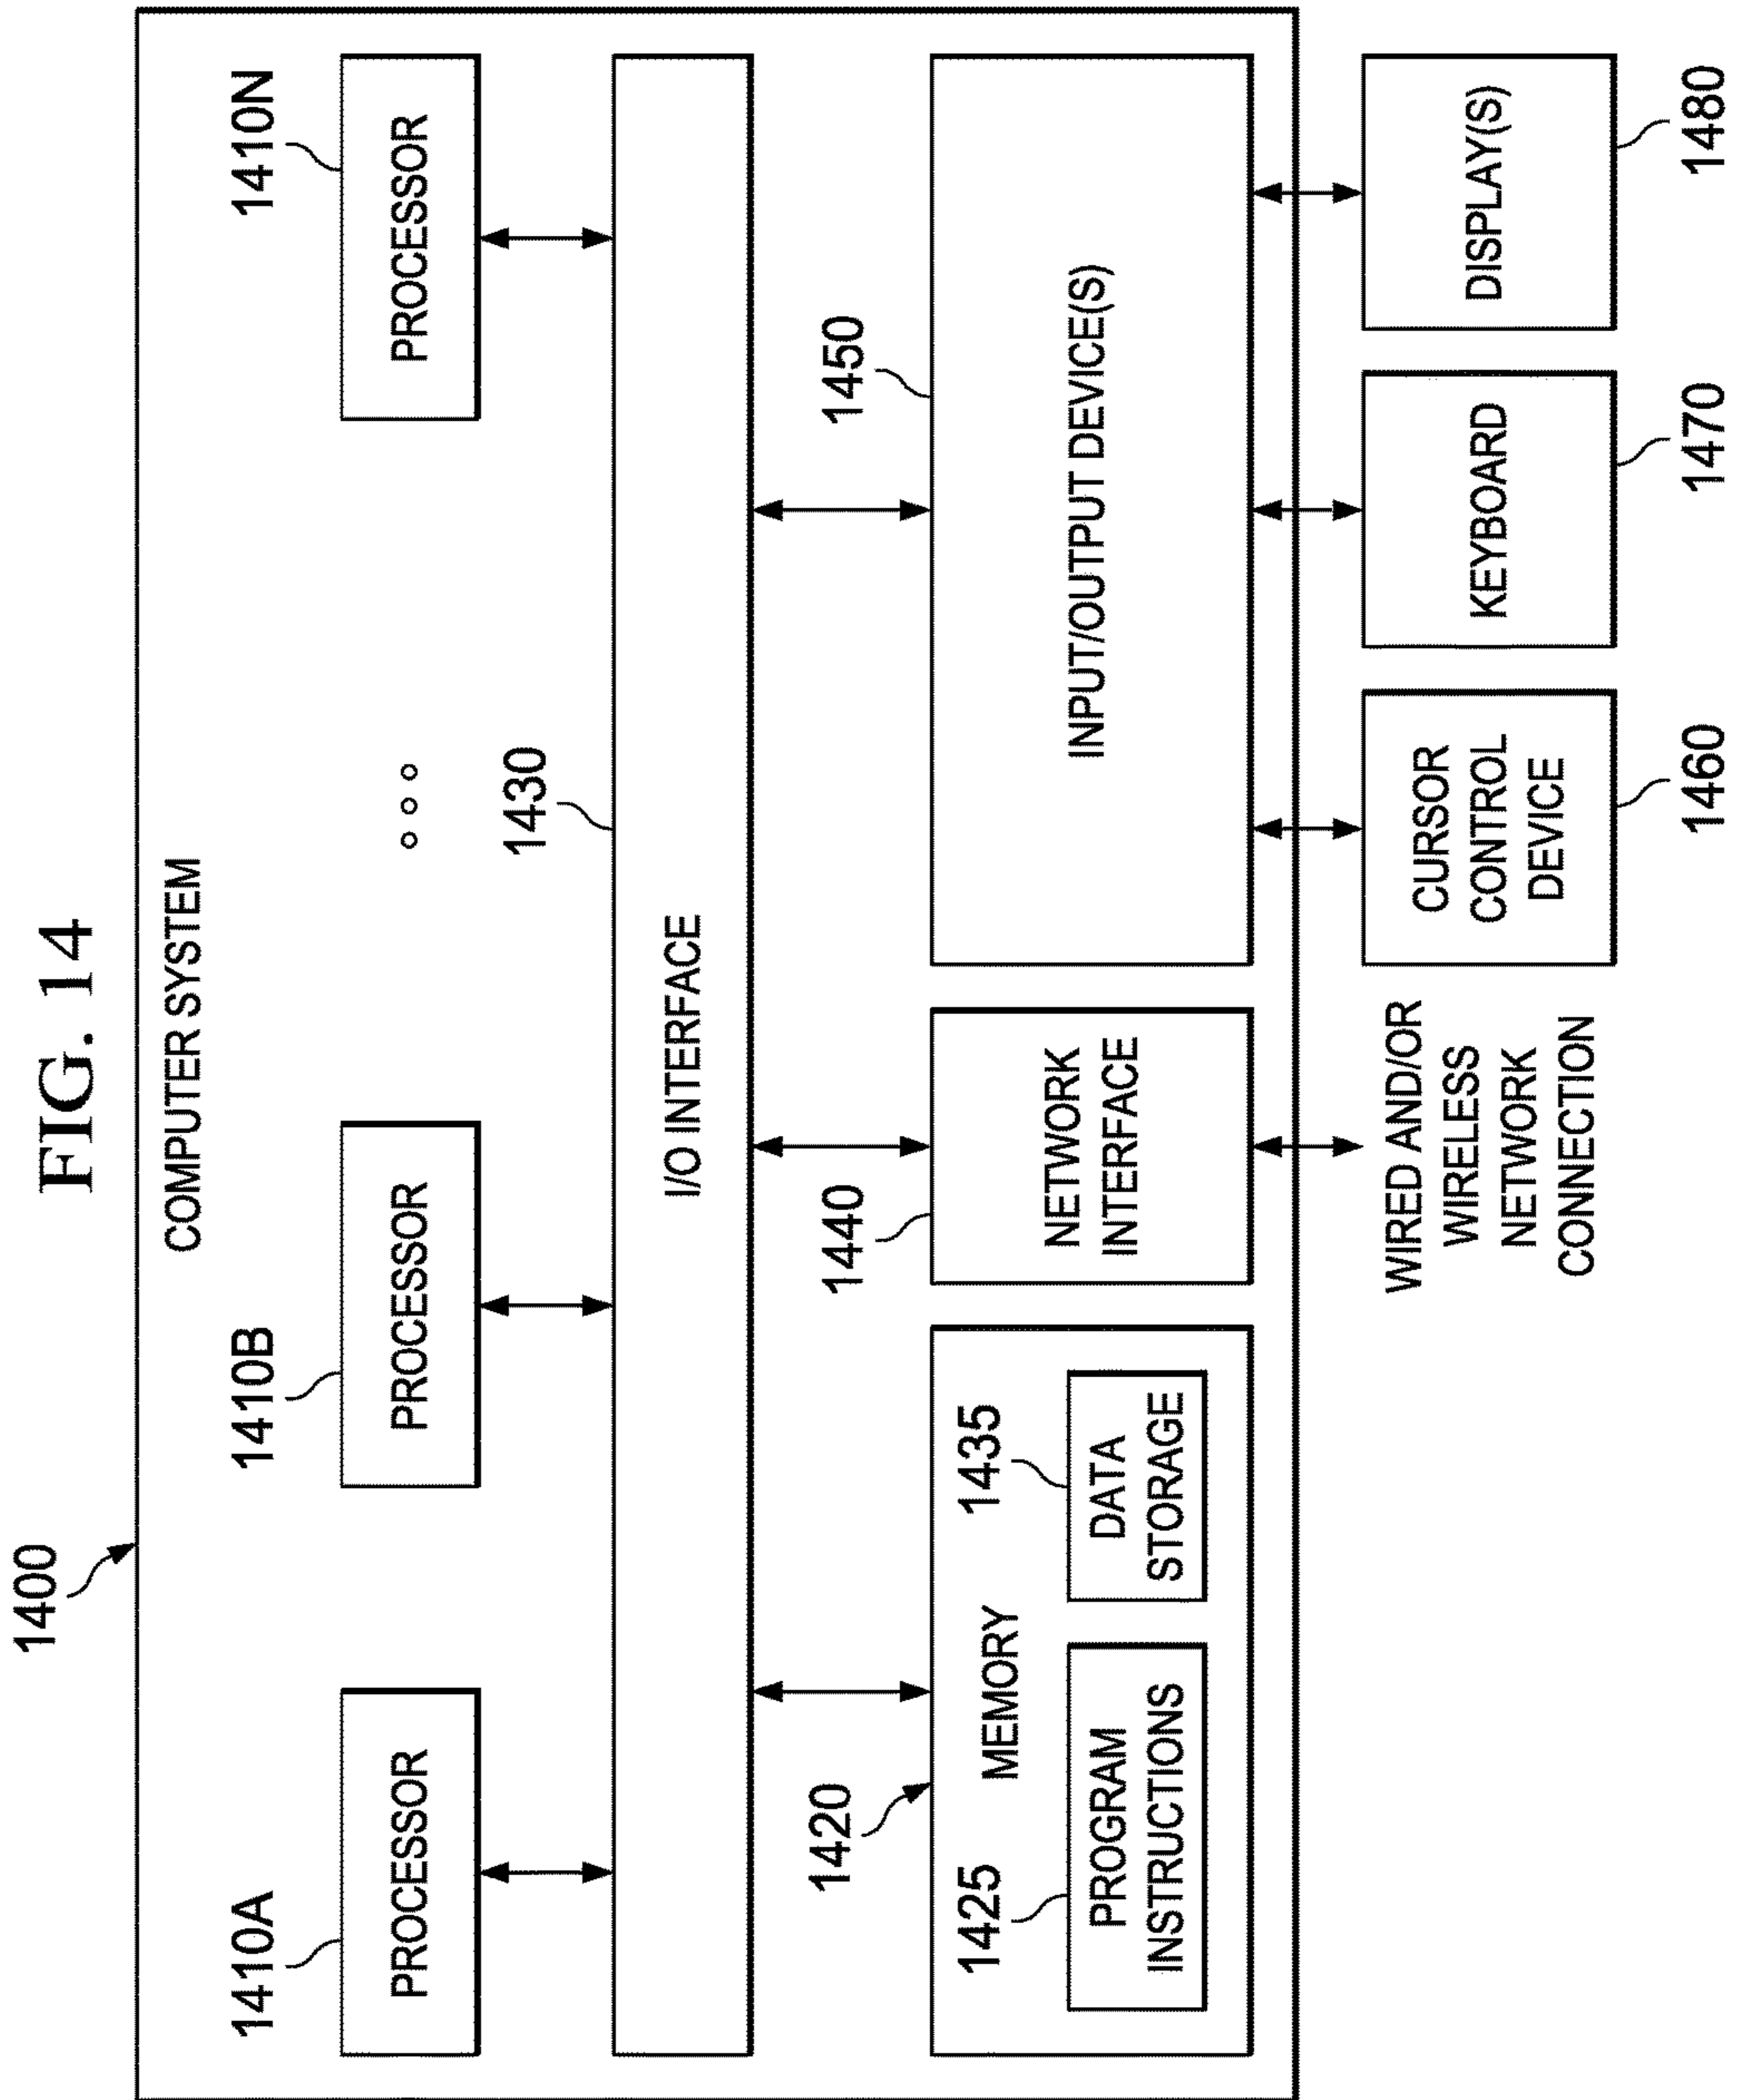 FIG. 14
1400
COMPUTER SYSTEM
1410A
1410B
1410N
PROCESSOR
PROCESSOR
PROCESSOR
1430
I/O INTERFACE
1420
1440
1450
MEMORY
1425
1435
PROGRAM
INSTRUCTIONS
DATA
STORAGE
NETWORK
INTERFACE
INPUT/OUTPUT DEVICE(S)
WIRED AND/OR
WIRELESS
NETWORK
CONNECTION
CURSOR
CONTROL
DEVICE
KEYBOARD
DISPLAY(S)
1460
1470
1480